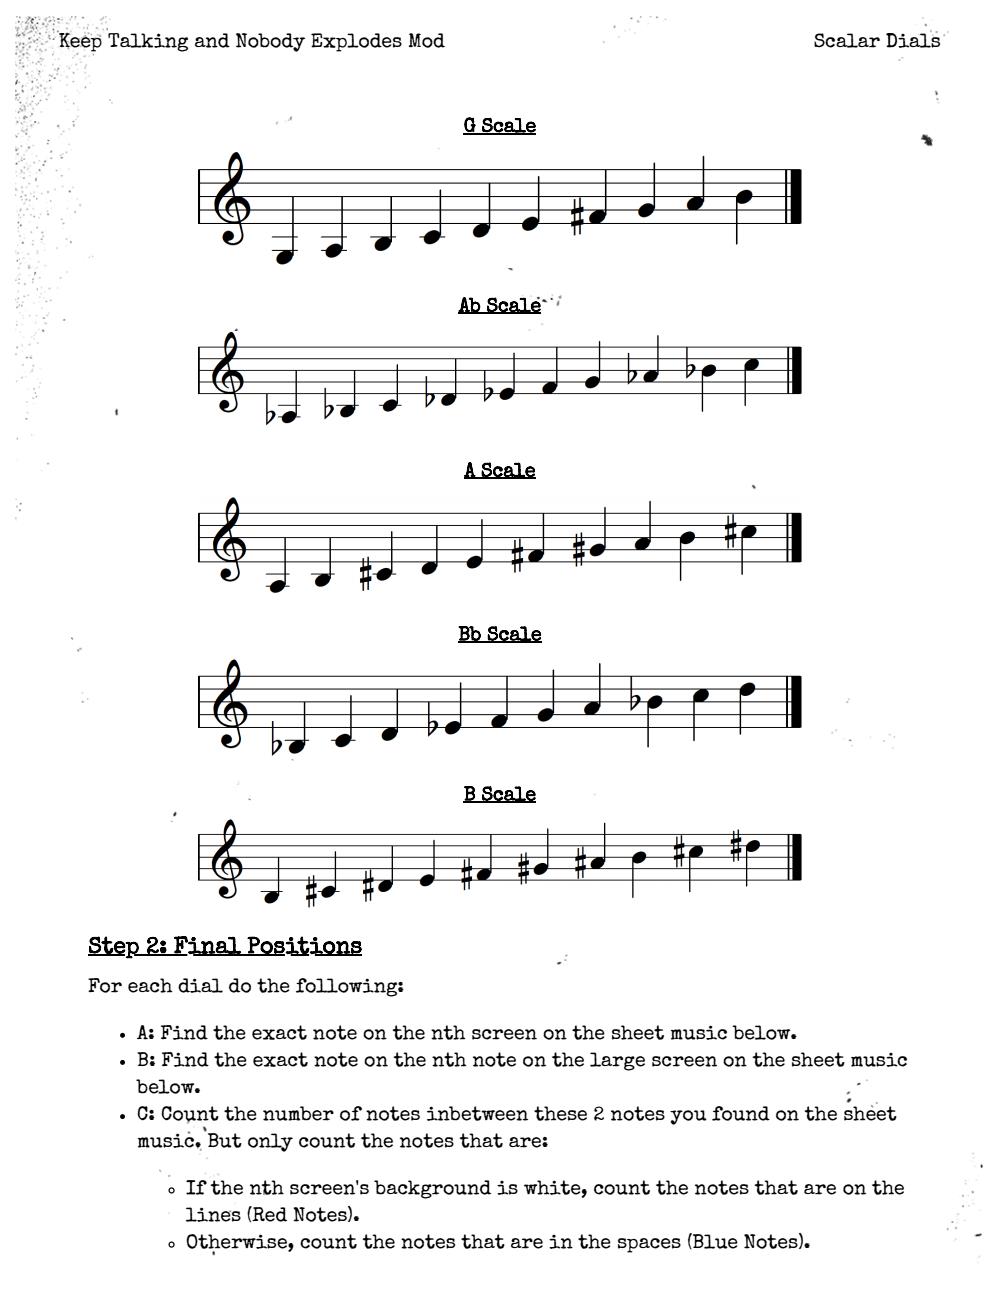 Keep Talking and Nobody Explodes Mod
Scalar Dials
G Scale
Ab Scale
A Scale
Bb Scale
B Scale
Step 2: Final Positions
For each dial do the following:
• A: Find the exact note on the nth screen on the sheet music below.
• B: Find the exact note on the nth note on the large screen on the sheet music
below.
• C: Count the number of notes inbetween these 2 notes you found on the sheet
music. But only count the notes that are:
◦ If the nth screen's background is white, count the notes that are on the
lines (Red Notes).
◦ Otherwise, count the notes that are in the spaces (Blue Notes).